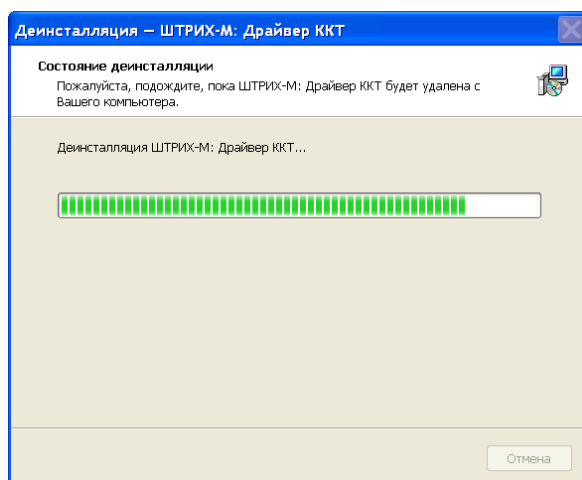 Деинсталляция — ШТРИХ-М: Драйвер ККТ
Состояние деинсталляции
Пожалуйста, подождите, пока ШТРИХ-М: Драйвер ККТ будет удалена с
Вашего компьютера.
Деинсталляция ШТРИХ-М: Драйвер ККТ...
Отмена